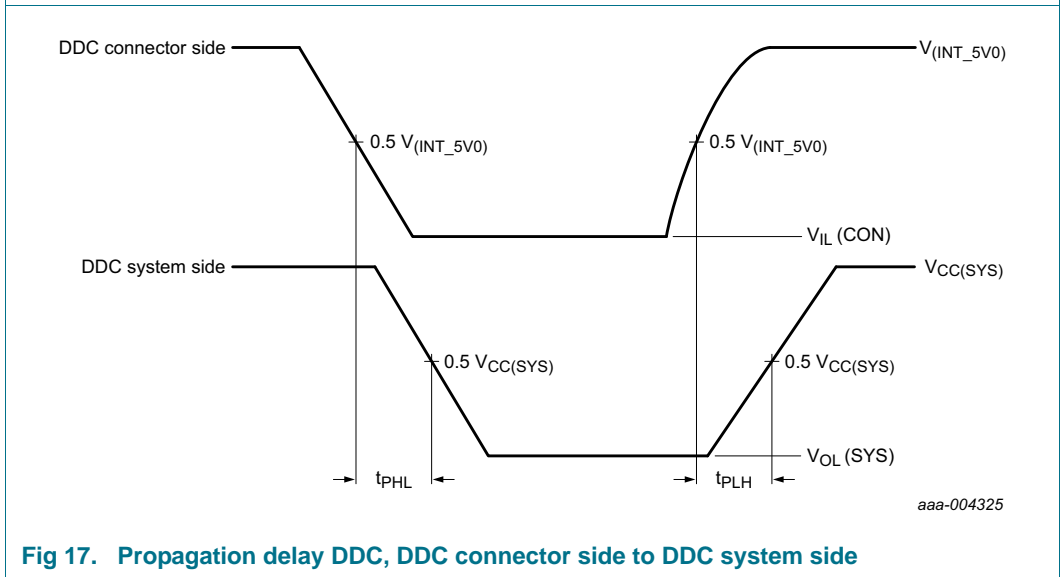 DDC connector side
V(INT_5V0)
0.5 V(INT_5V0)
0.5 V(INT_5V0)
VIL (CON)
DDC system side
VCC(SYS)
0.5 VCC(SYS)
0.5 VCC(SYS)
VOL (SYS)
tPHL
tPLH
aaa-004325
Fig 17. Propagation delay DDC, DDC connector side to DDC system side